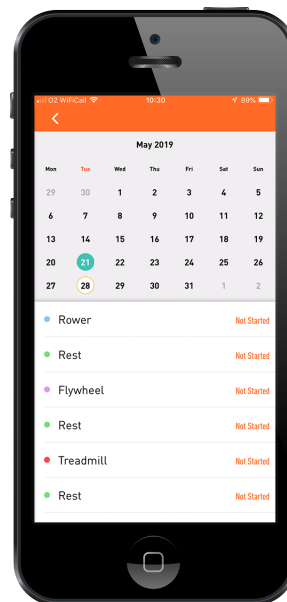 O2 WiFiCall 10:30 89%
May 2019
Mon Tue Wed Thu Fri Sat Sun
29 30 1 2 3 4 5
6 7 8 9 10 11 12
13 14 15 16 17 18 19
20 21 22 23 24 25 26
27 28 29 30 31 1 2
Rower Not Started
Rest Not Started
Flywheel Not Started
Rest Not Started
Treadmill Not Started
Rest Not Started